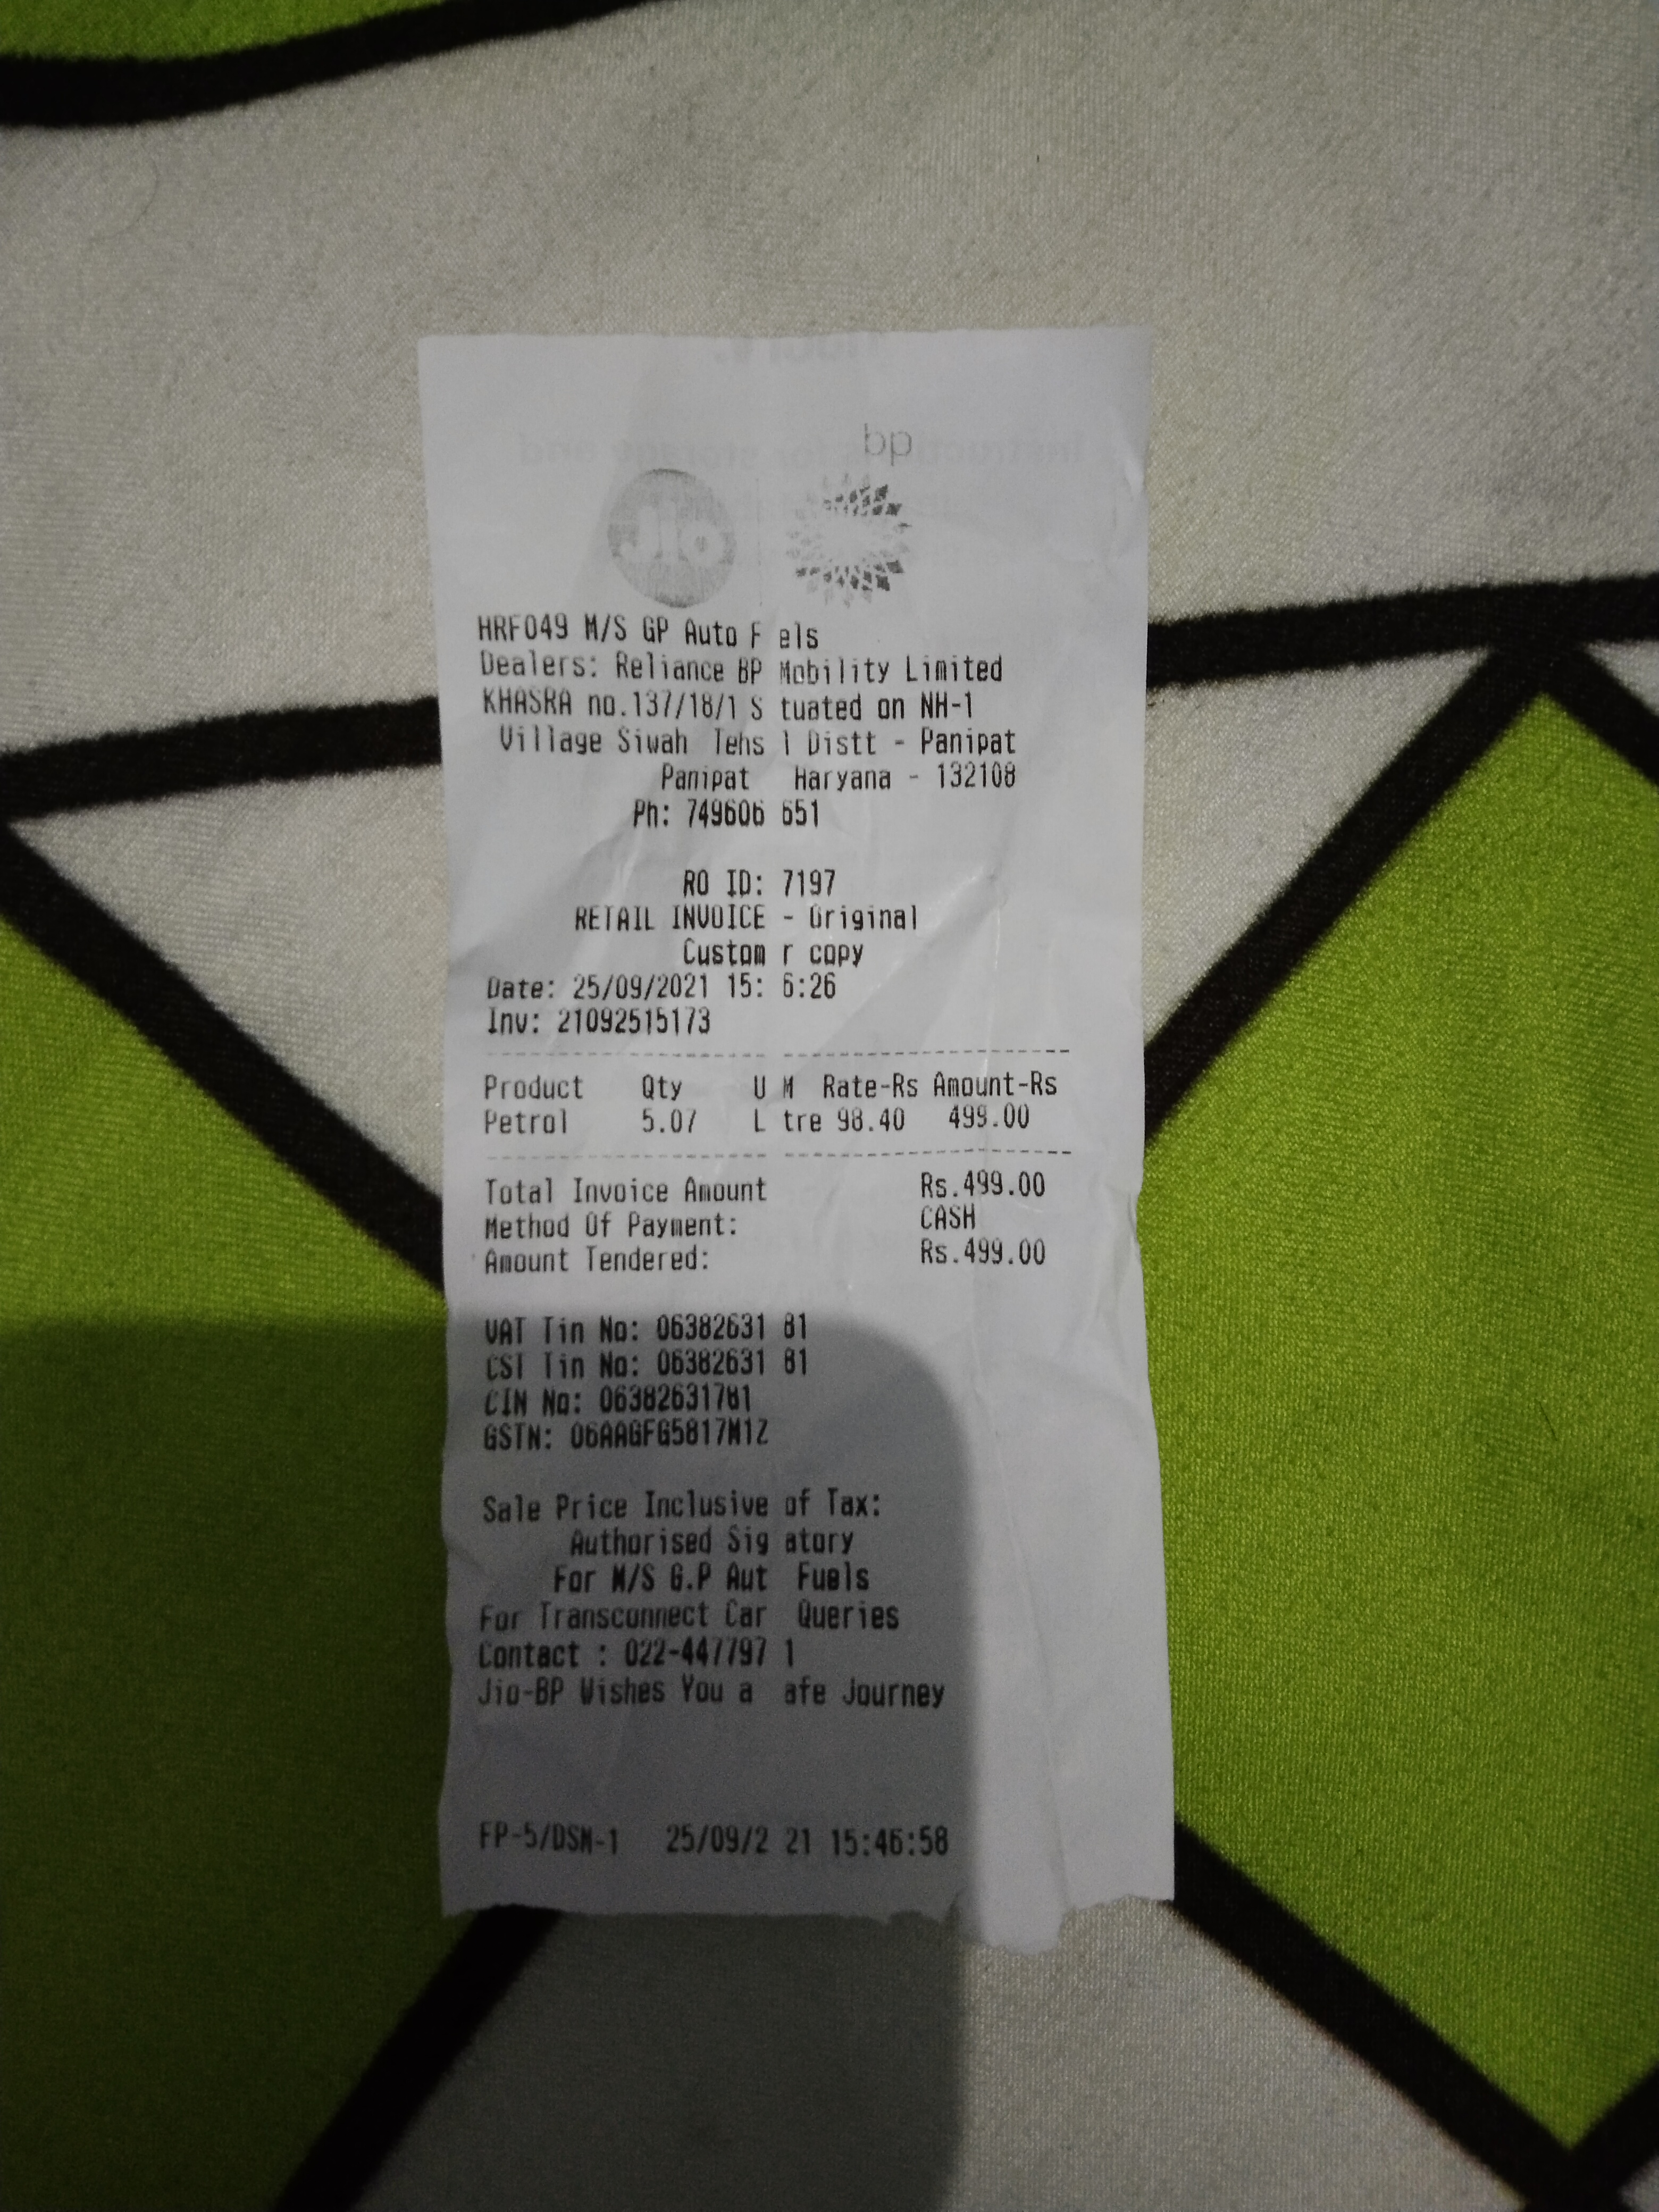 bp
Jio
HRF049 M/S GP Auto F els
Dealers: Reliance BP Mobility Limited
KHASRA no.137/18/1 S tuated on NH-1
Village Siwah Tehs l Distt - Panipat
Panipat Haryana - 132108
Ph: 749606 651
RO ID: 7197
RETAIL INVOICE - Original
Custom r copy
Date: 25/09/2021 15: 6:26
Inv: 21092515173
Product Qty U M Rate-Rs Amount-Rs
Petrol 5.07 L tre 98.40 499.00
Total Invoice Amount Rs.499.00
Method Of Payment: CASH
Amount Tendered: Rs.499.00
VAT Tin No: 06382631 81
CST Tin No: 06382631 81
CIN No: 06382631781
GSTN: 06AAGFG5817M1Z
Sale Price Inclusive of Tax:
Authorised Sig atory
For M/S G.P Aut Fuels
For Transconnect Car Queries
Contact : 022-447797 1
Jio-BP Wishes You a afe Journey
FP-5/DSM-1 25/09/2 21 15:46:58